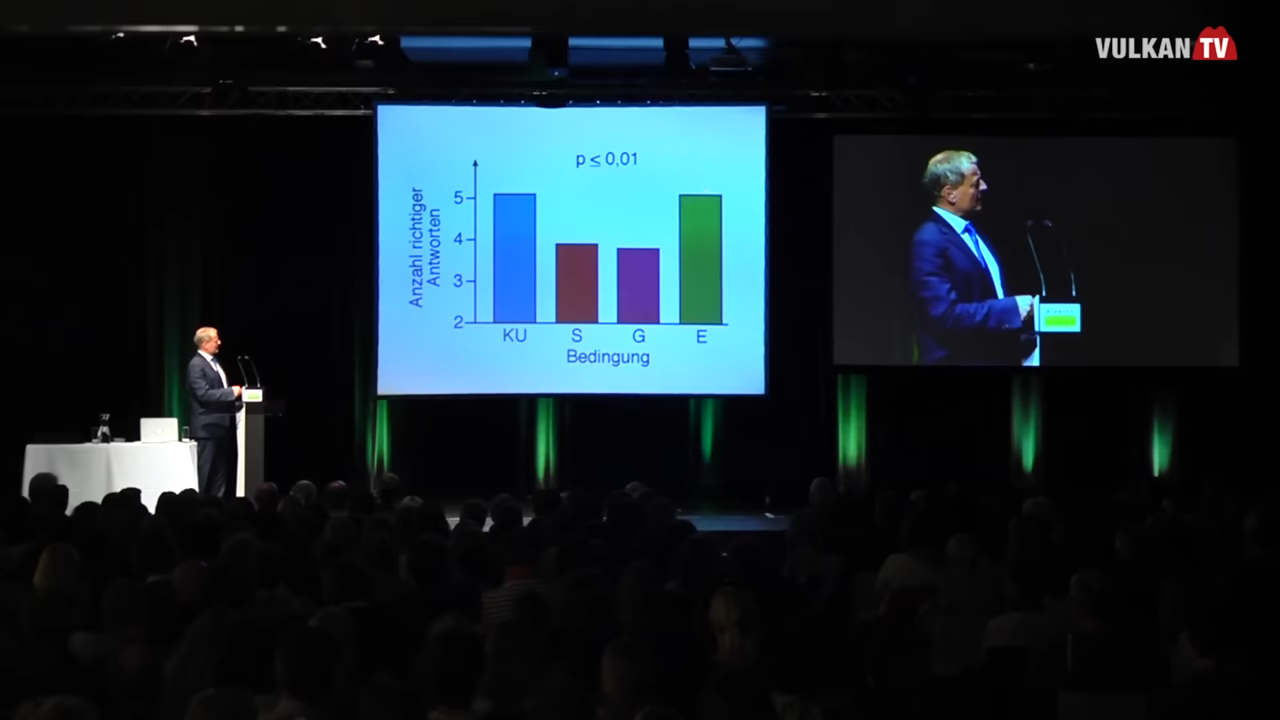 VULKAN TV
p ≤ 0,01
Anzahl richtiger
Antworten
5
4
3
2
KU S G E
Bedingung